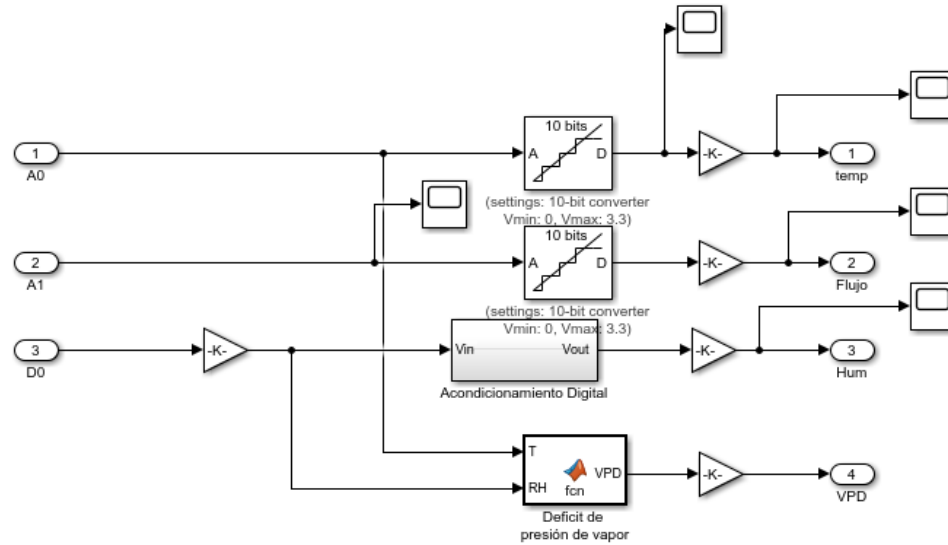 10 bits
1
A
D
-K-
1
A0
temp
(settings: 10-bit converter
Vmin: 0, Vmax: 3.3)
10 bits
2
A
D
-K-
2
A1
Flujo
(settings: 10-bit converter
Vmin: 0, Vmax: 3.3)
3
-K-
Vin
Vout
-K-
3
D0
Hum
Acondicionamiento Digital
T
RH
fcn
VPD
-K-
4
VPD
Deficit de
presión de vapor